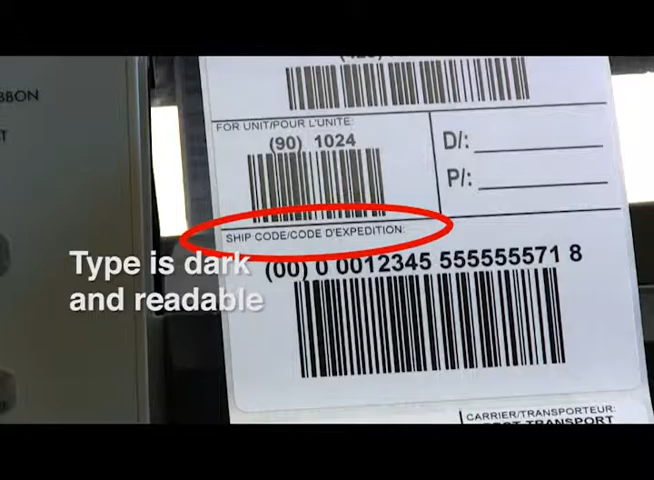 FOR UNIT/POUR L'UNITE:
(90) 1024
D/:
P/:
SHIP CODE/CODE D'EXPEDITION:
Type is dark
and readable
(00) 0 0012345 555555571 8
CARRIER/TRANSPORTEUR:
TRANSPORT